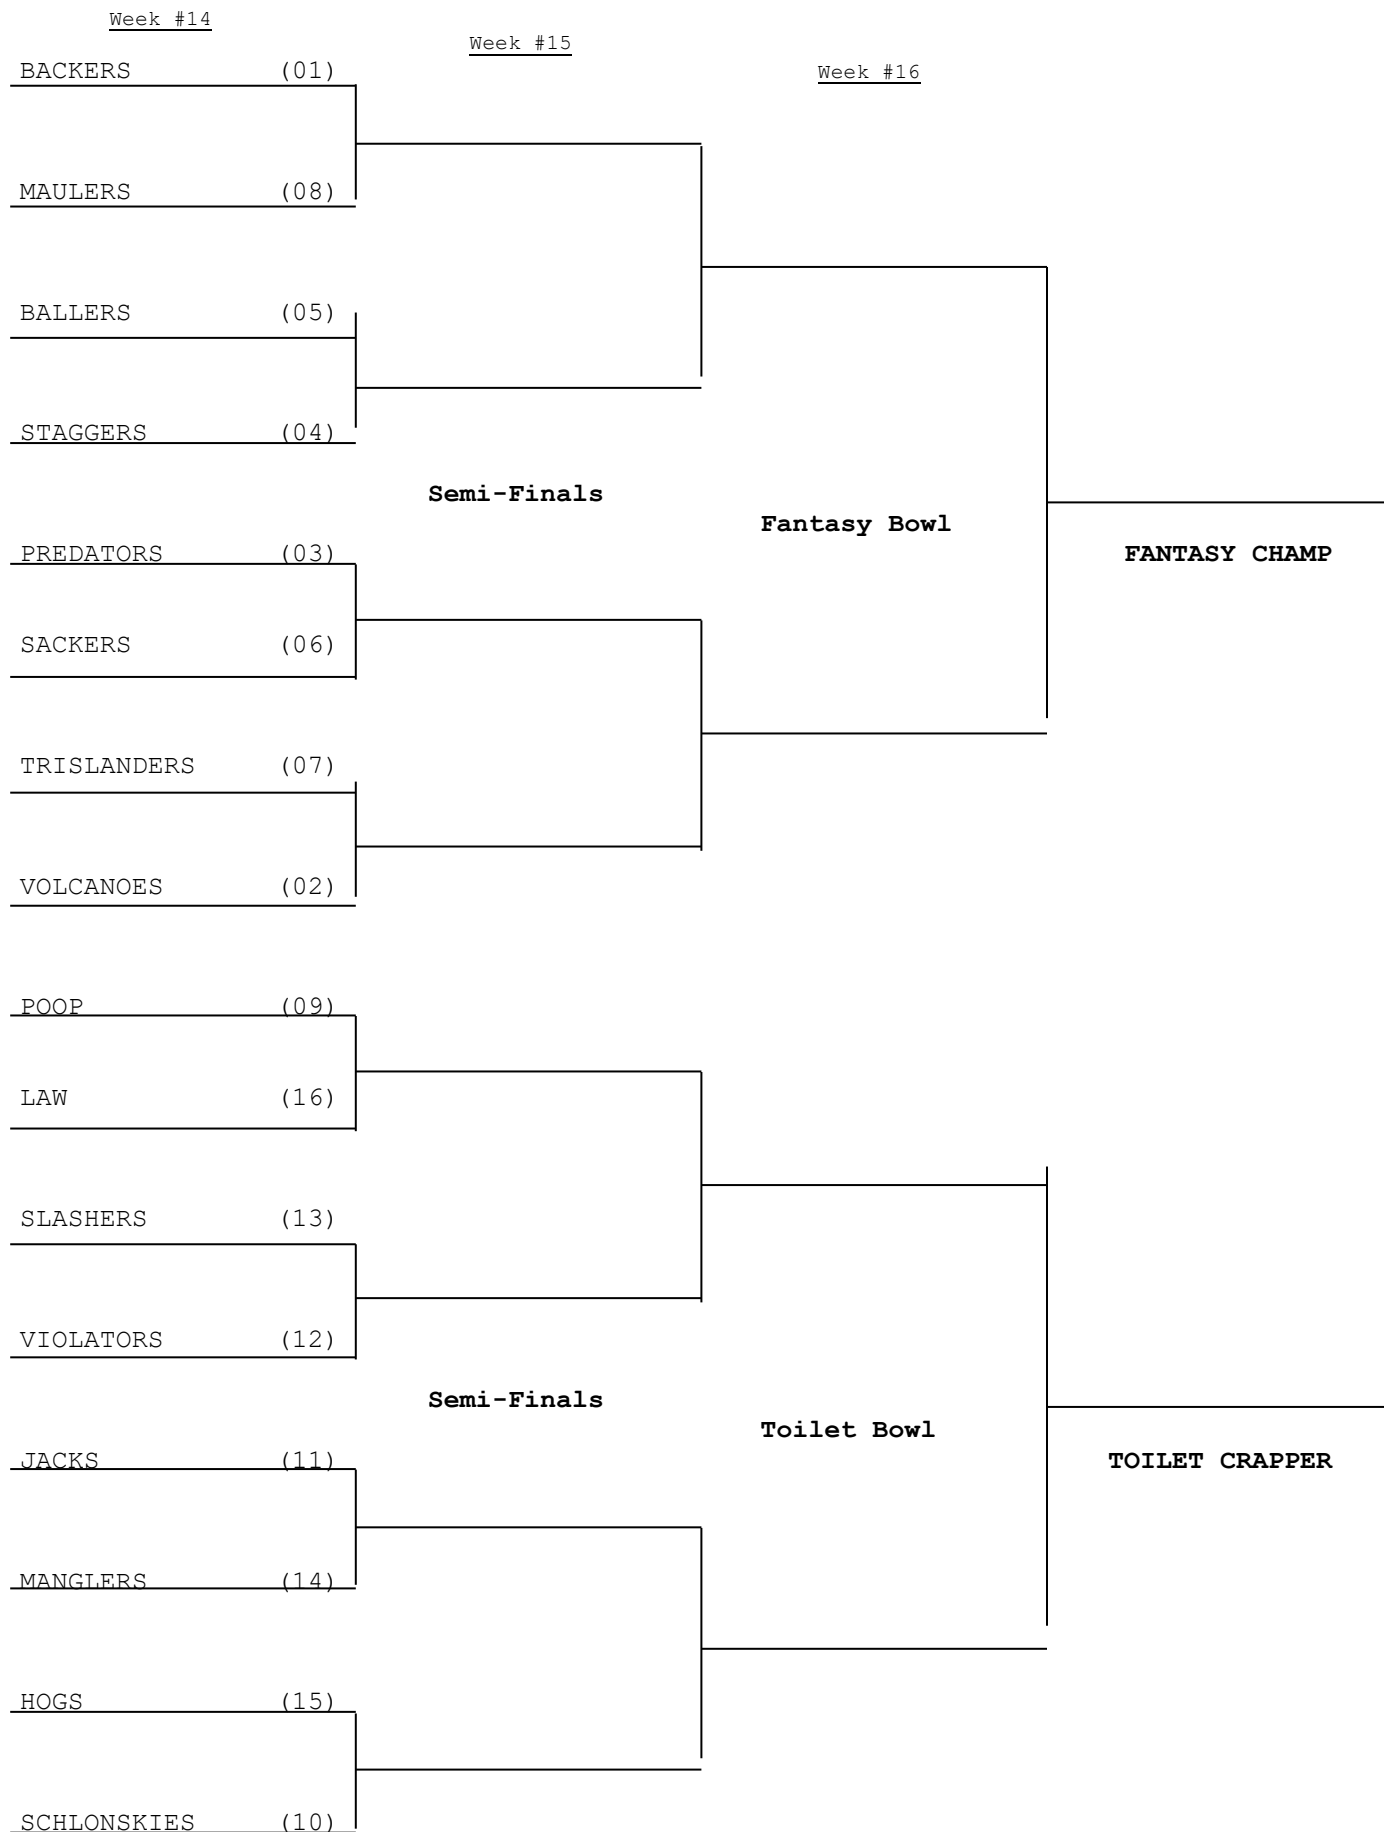 Week #14
Week #15
Week #16
BACKERS (01)
MAULERS (08)
BALLERS (05)
STAGGERS (04)
Semi-Finals
Fantasy Bowl
PREDATORS (03)
FANTASY CHAMP
SACKERS (06)
TRISLANDERS (07)
VOLCANOES (02)
POOP (09)
LAW (16)
SLASHERS (13)
VIOLATORS (12)
Semi-Finals
Toilet Bowl
JACKS (11)
TOILET CRAPPER
MANGLERS (14)
HOGS (15)
SCHLONSKIES (10)